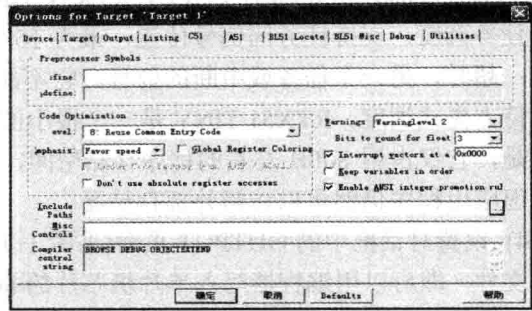 Options for Target 'Target 1'
Device Target Output Listing C51 A51 BL51 Locate BL51 Misc Debug Utilities
Preprocessor Symbols
:fine:
;define:
Code Optimization
evel: 8: Reuse Common Entry Code
mphasis: Favor speed Global Register Coloring
Don't use absolute register accesses
Warnings: Warninglevel 2
Bits to round for float 3
Interrupt vectors at a 0x0000
Keep variables in order
Enable ANSI integer promotion rul
Include Paths
Misc Controls
Compiler control string
BROWSE DEBUG OBJECTEXTEND
确定 取消 Defaults 帮助